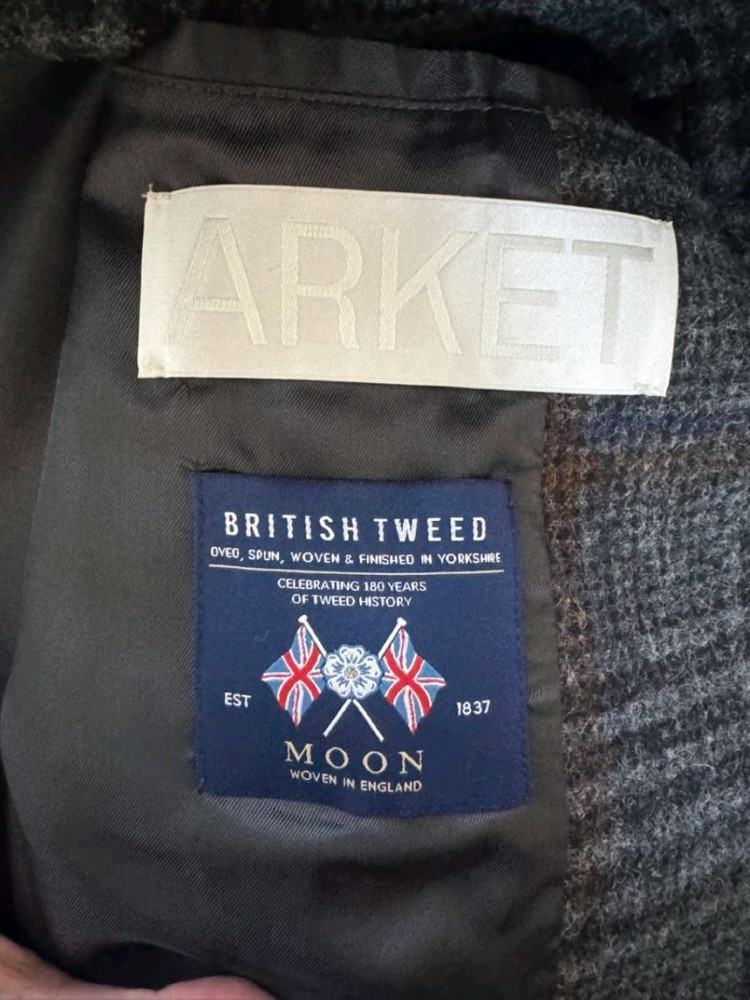 ARKET
BRITISH TWEED
DYED, SPUN, WOVEN & FINISHED IN YORKSHIRE
CELEBRATING 180 YEARS
OF TWEED HISTORY
EST 1837
MOON
WOVEN IN ENGLAND